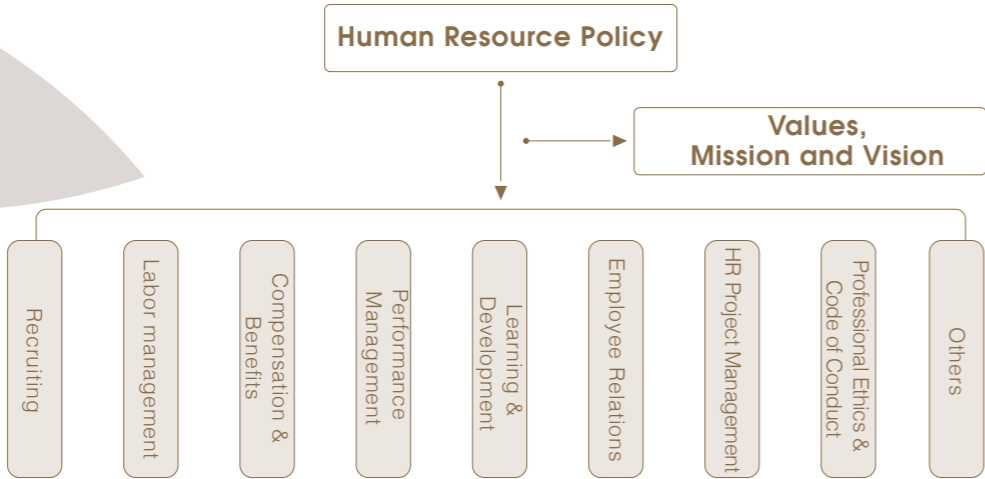 Human Resource Policy
Values,
Mission and Vision
Recruiting
Labor management
Compensation &
Benefits
Performance
Management
Learning &
Development
Employee Relations
HR Project Management
Professional Ethics &
Code of Conduct
Others